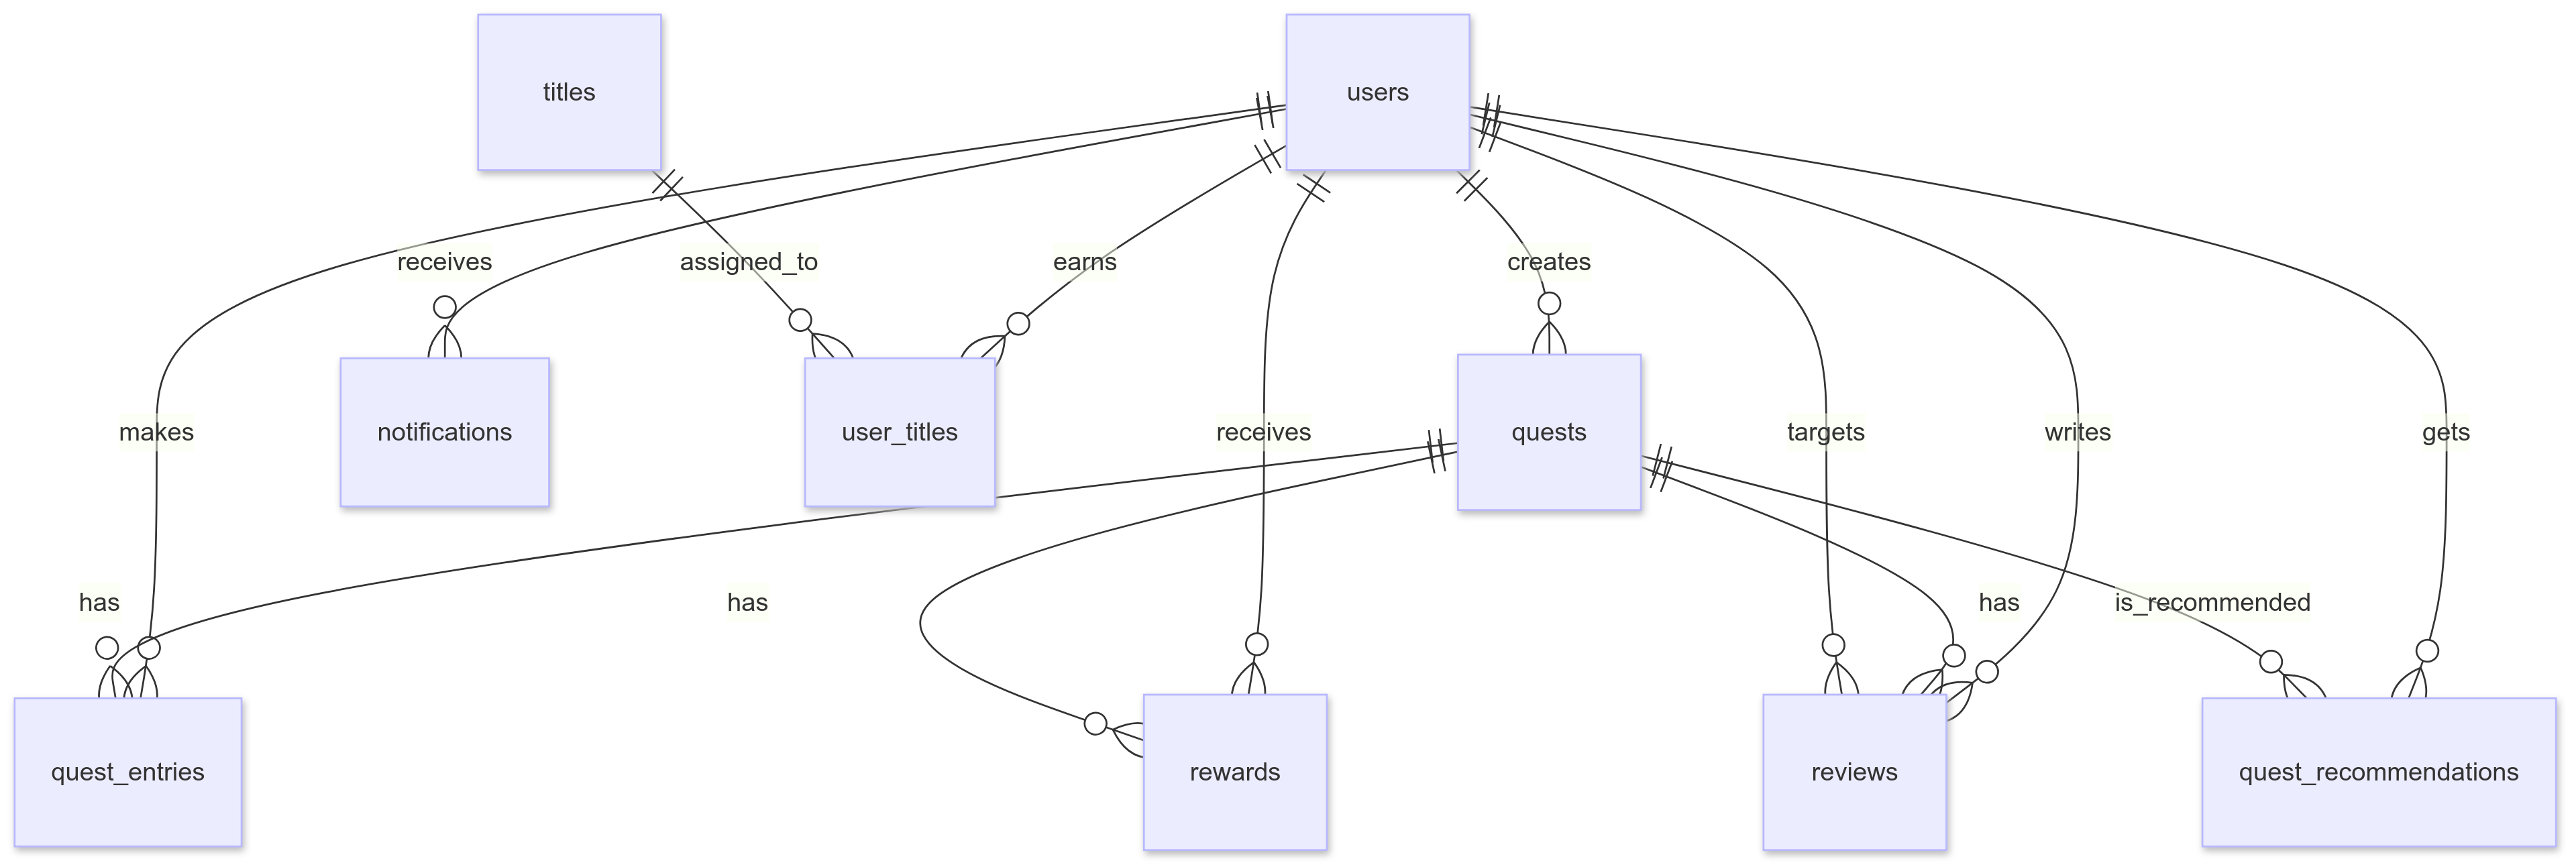 titles
users
receives
assigned_to
earns
creates
makes
notifications
user_titles
receives
quests
targets
writes
gets
has
has
has
is_recommended
quest_entries
rewards
reviews
quest_recommendations